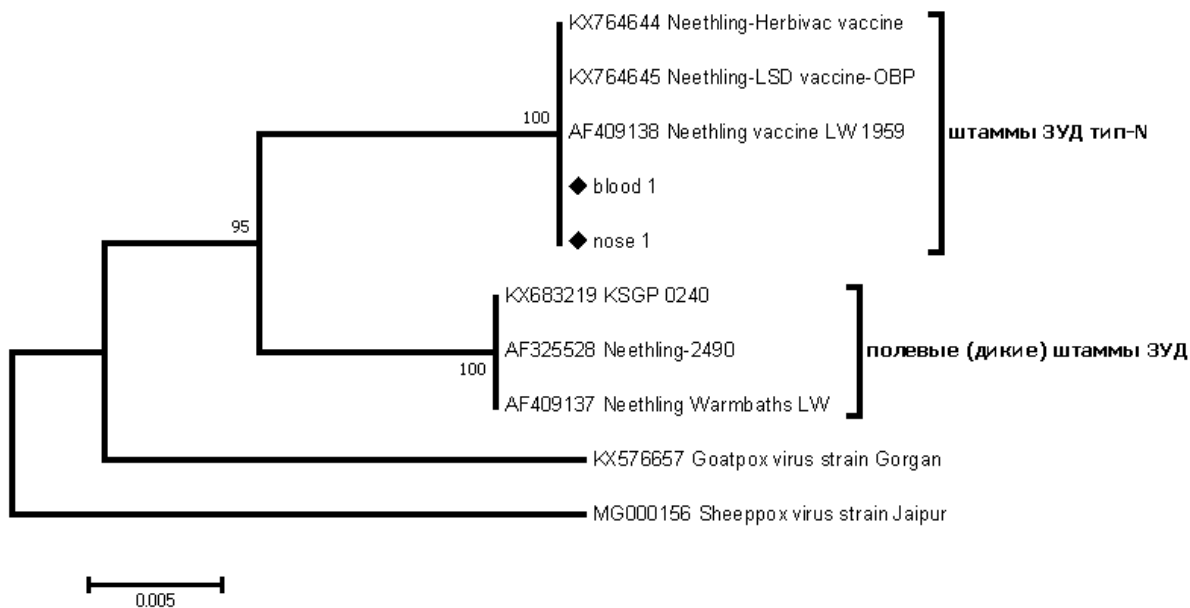 KX764644 Neethling-Herbivac vaccine
KX764645 Neethling-LSD vaccine-OBP
100
AF409138 Neethling vaccine LW 1959
штаммы ЗУД тип-N
◆ blood 1
95
◆ nose 1
KX683219 KSGP 0240
AF325528 Neethling-2490
полевые (дикие) штаммы ЗУД
100
AF409137 Neethling Warmbaths LW
KX576657 Goatpox virus strain Gorgan
MG000156 Sheeppox virus strain Jaipur
0.005